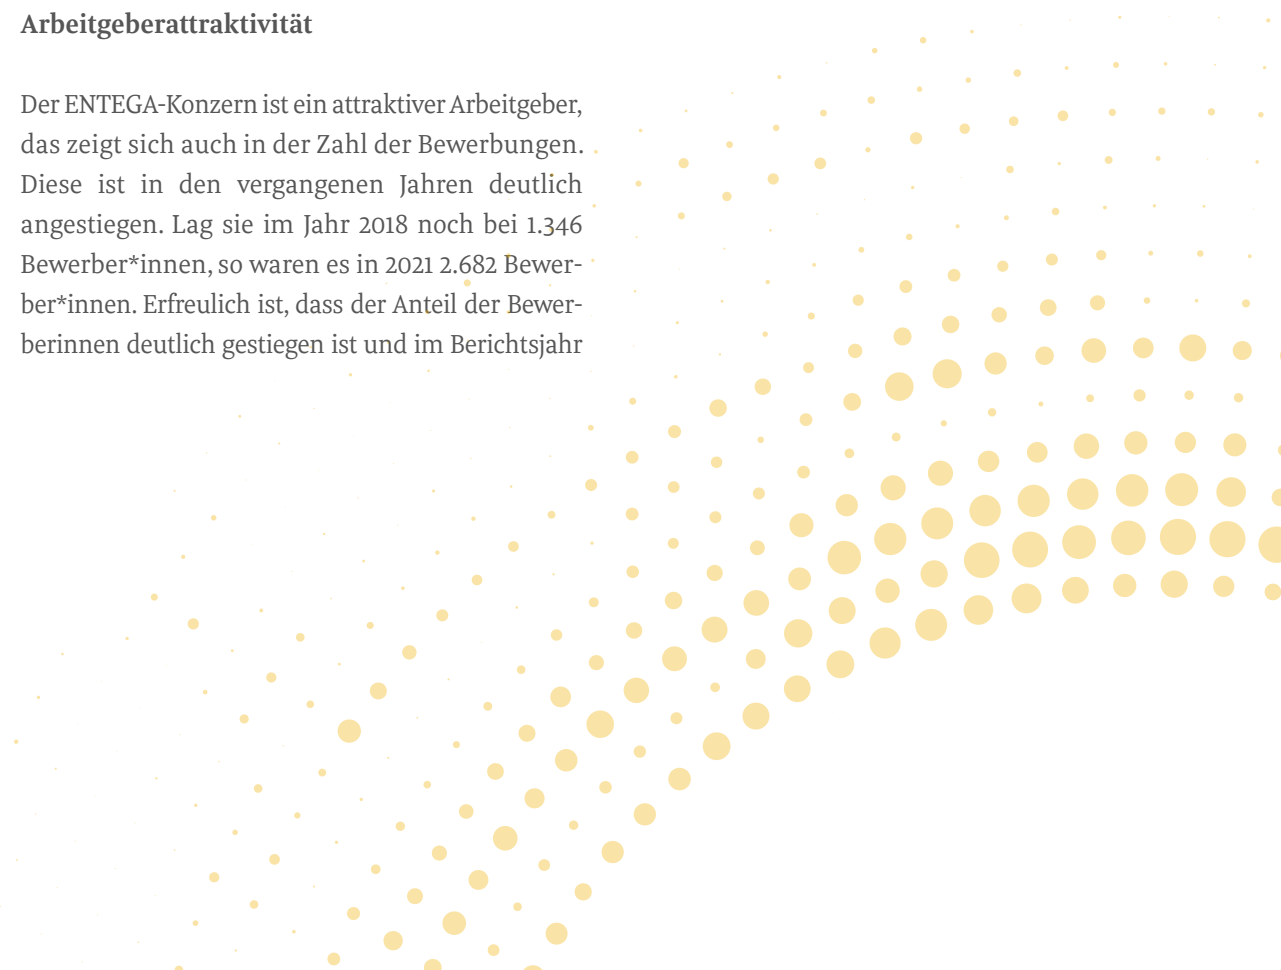 Arbeitgeberattraktivität
Der ENTEGA-Konzern ist ein attraktiver Arbeitgeber,
das zeigt sich auch in der Zahl der Bewerbungen.
Diese ist in den vergangenen Jahren deutlich
angestiegen. Lag sie im Jahr 2018 noch bei 1.346
Bewerber*innen, so waren es in 2021 2.682 Bewer-
ber*innen. Erfreulich ist, dass der Anteil der Bewer-
berinnen deutlich gestiegen ist und im Berichtsjahr